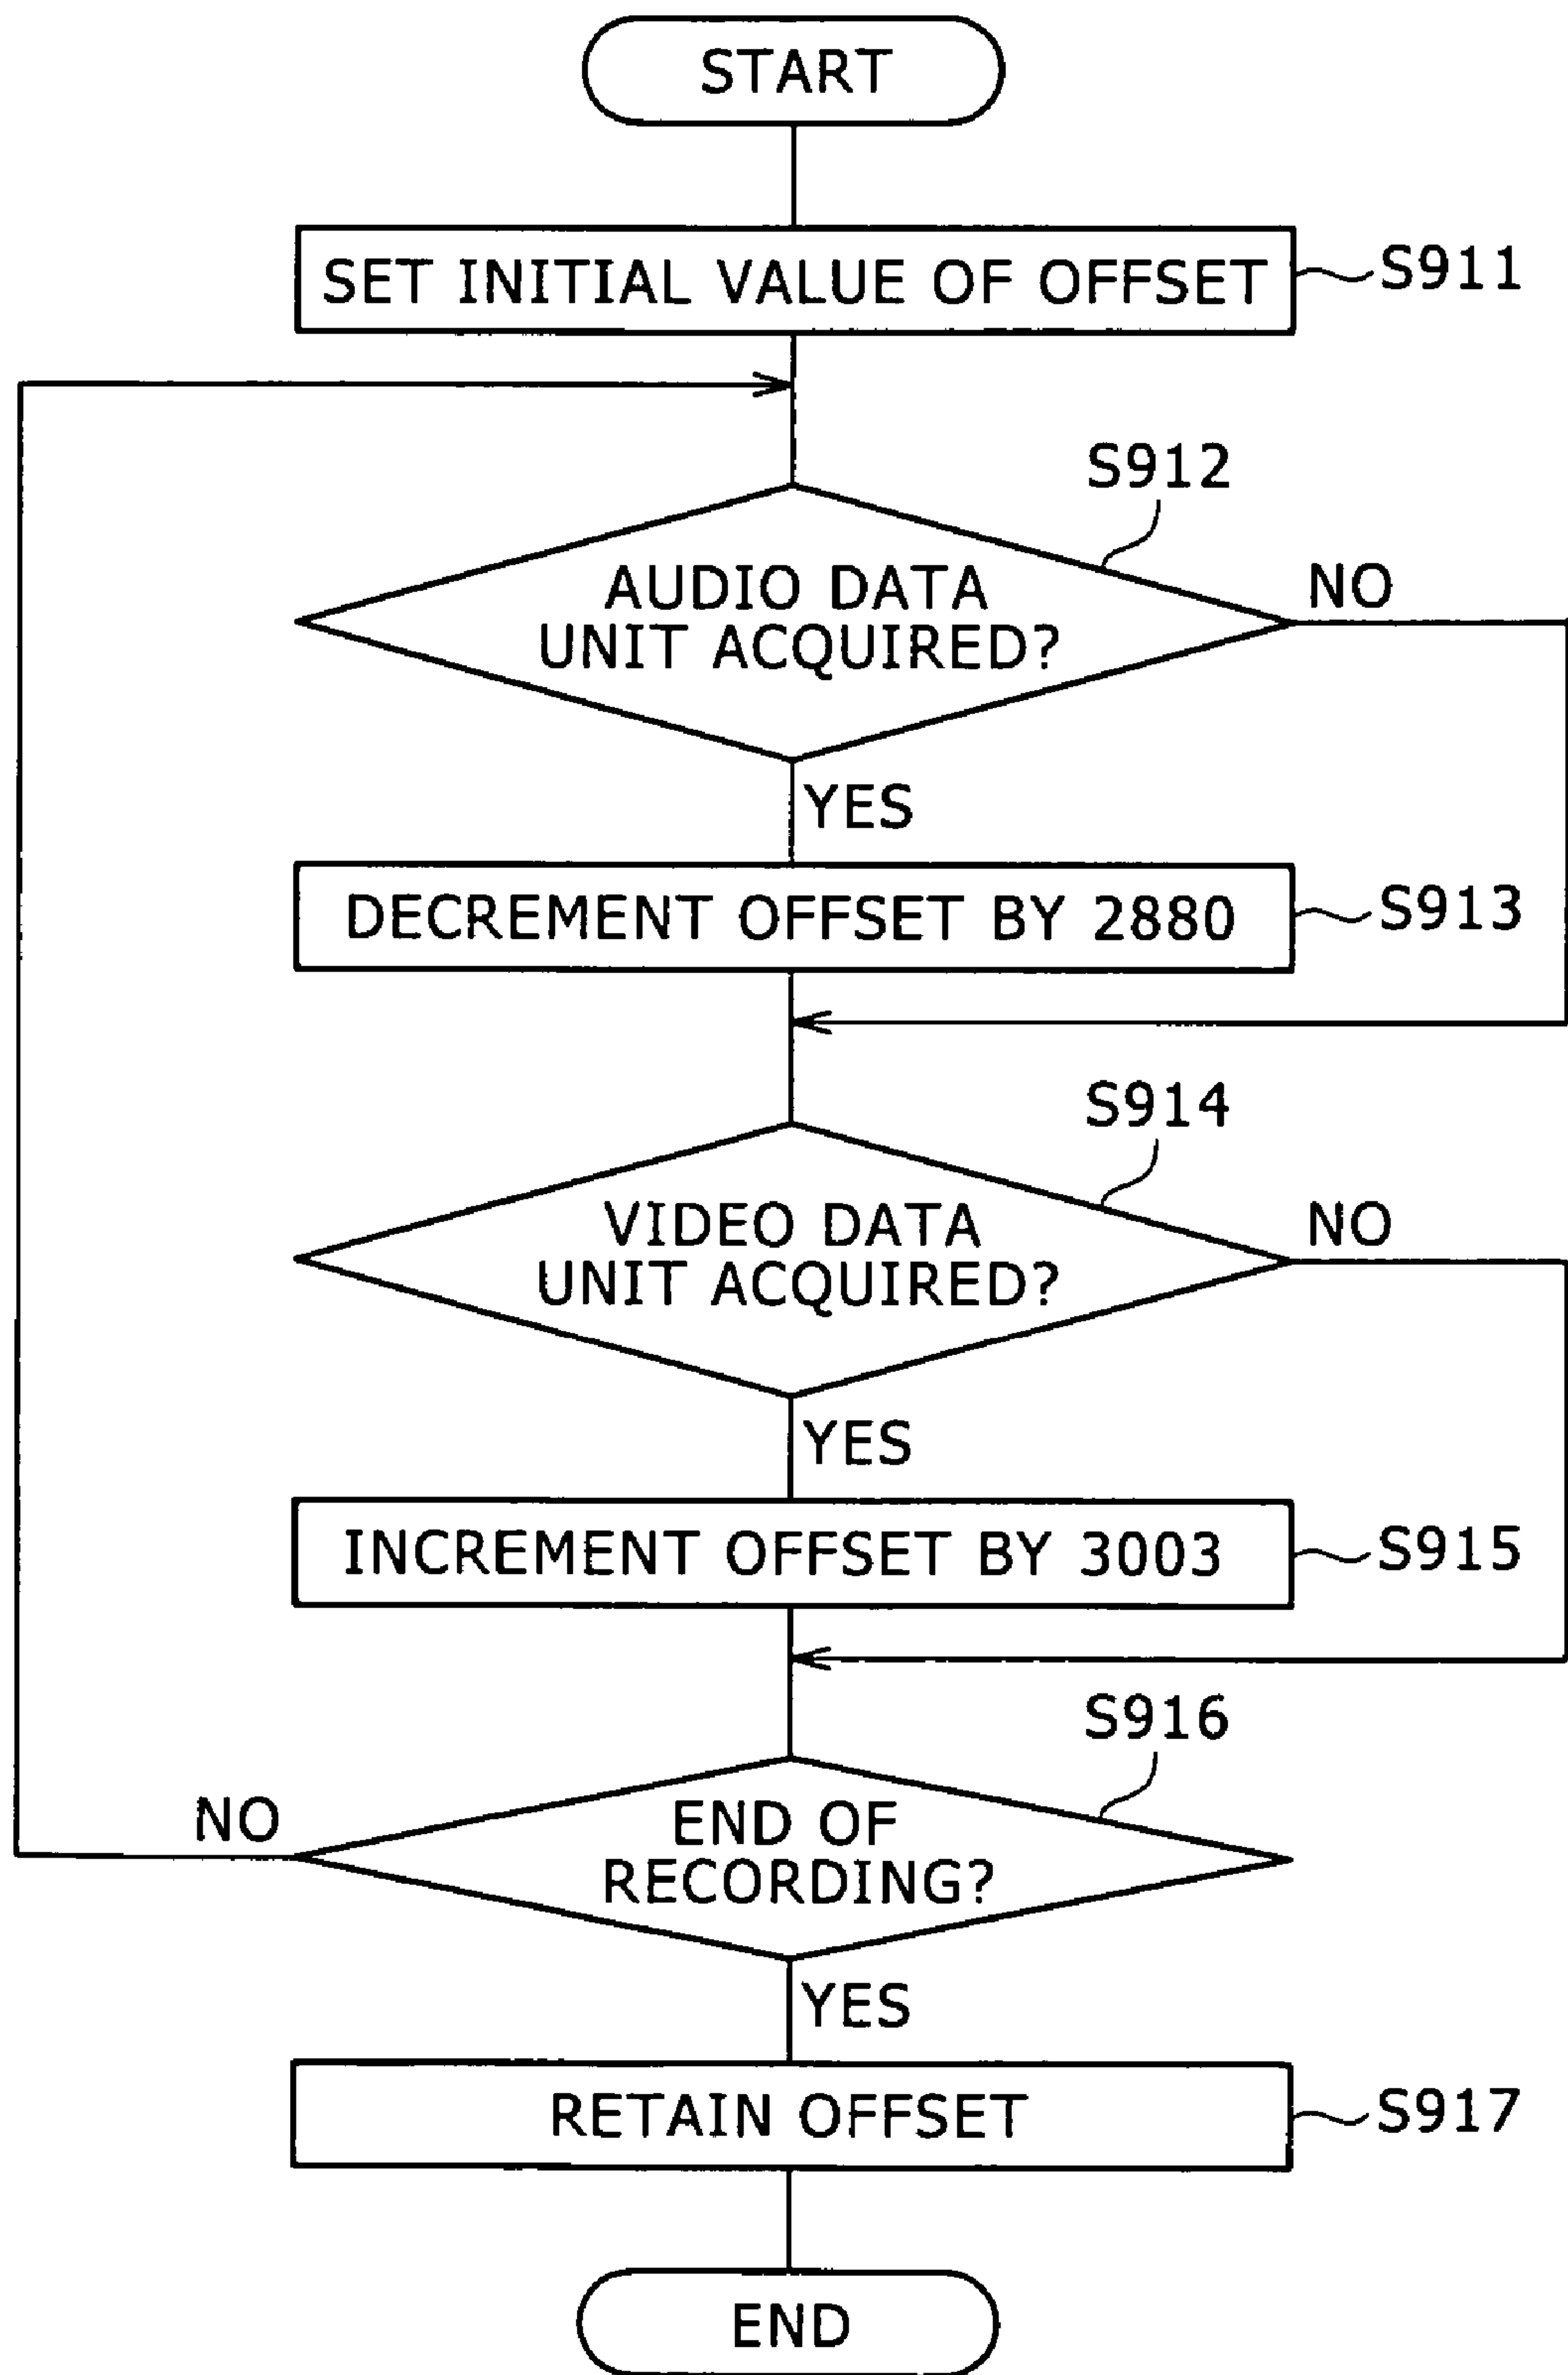 START
SET INITIAL VALUE OF OFFSET
S911
S912
AUDIO DATA
UNIT ACQUIRED?
NO
YES
DECREMENT OFFSET BY 2880
S913
S914
VIDEO DATA
UNIT ACQUIRED?
NO
YES
INCREMENT OFFSET BY 3003
S915
S916
END OF
RECORDING?
NO
YES
RETAIN OFFSET
S917
END